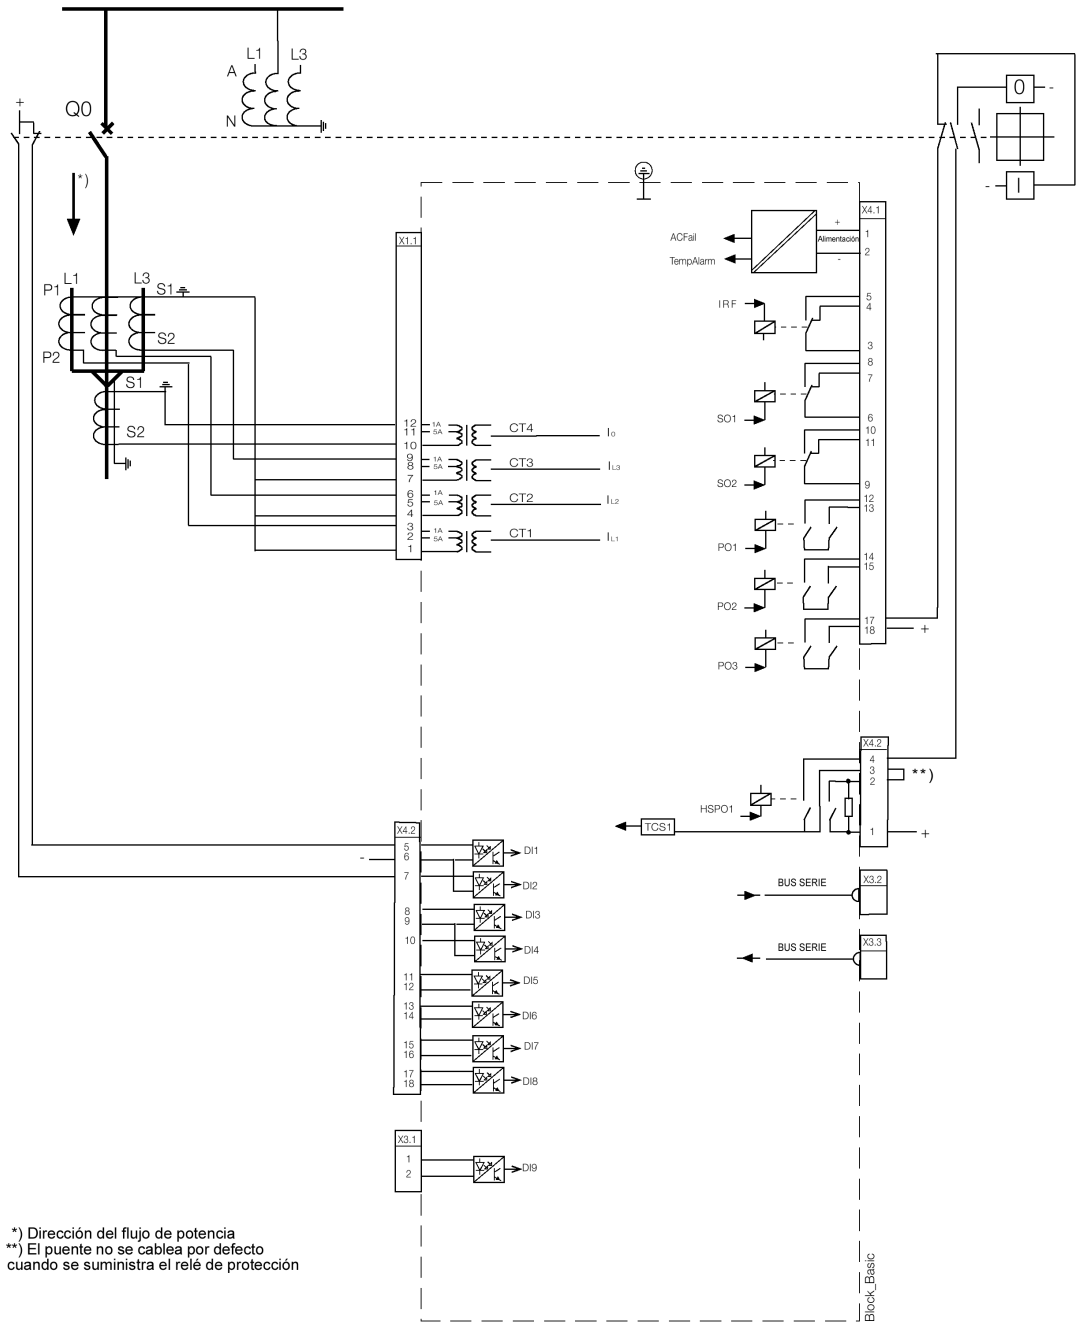 L1 L3
A
N
+
Q0
*)
0 -
- I
X1.1
X4.1
ACFail
TempAlarm
+
Alimentación
-
1
2
L1 L3
P1 S1
S2
P2
S1
S2
IRF
5
4
3
SO1
8
7
6
SO2
10
11
9
PO1
12
13
PO2
14
15
PO3
17
18 +
12 1A CT4
11 5A I0
10
9 1A CT3
8 5A IL3
7
6 1A CT2
5 5A IL2
4
3 1A CT1
2 5A IL1
1
X4.2
4
3 **)
2
HSPO1
TCS1
1 +
X4.2
5 DI1
- 6
7 DI2
8 DI3
9
10 DI4
11 DI5
12
13 DI6
14
15 DI7
16
17 DI8
18
BUS SERIE X3.2
BUS SERIE X3.3
X3.1
1 DI9
2
*) Dirección del flujo de potencia
**) El puente no se cablea por defecto
cuando se suministra el relé de protección
Block_Basic